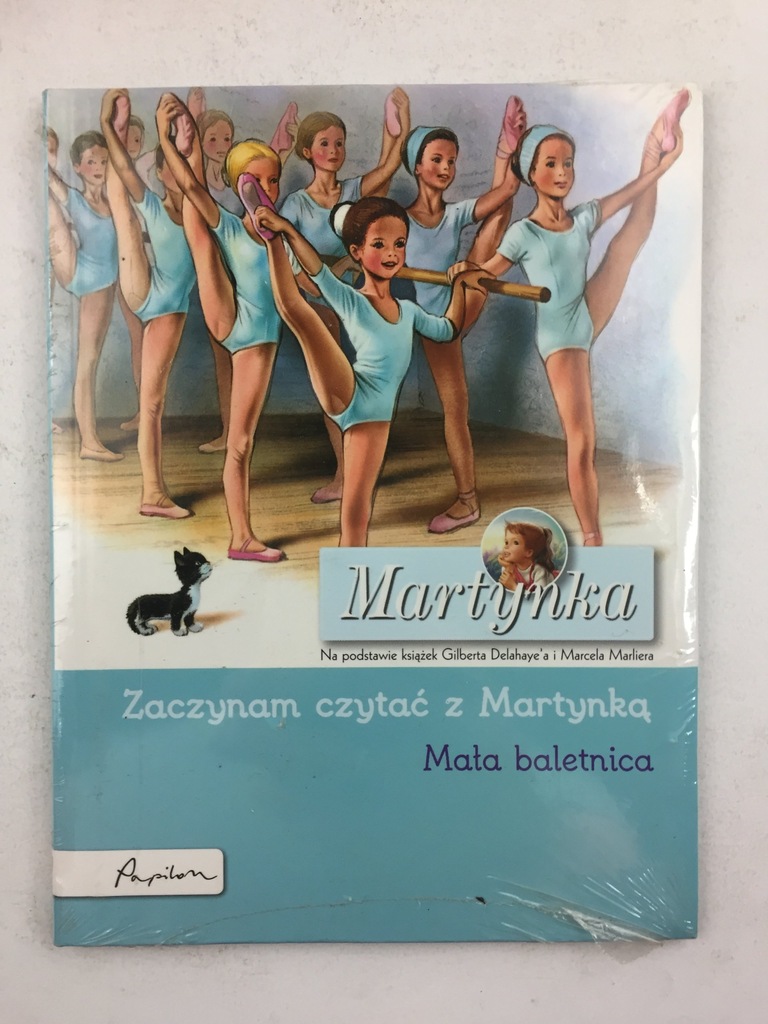 Martynka
Na podstawie książek Gilberta Delahaye'a i Marcela Marliera
Zaczynam czytać z Martynką
Mała baletnica
Papilon